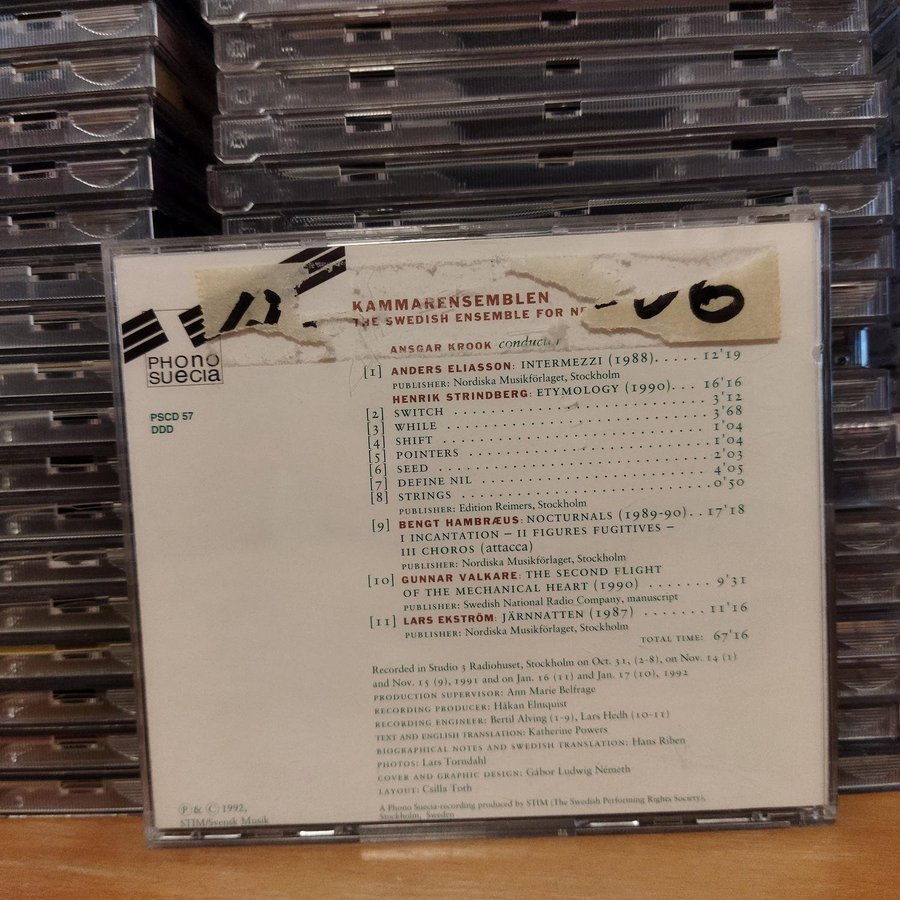 06
KAMMARENSEMBLEN
THE SWEDISH ENSEMBLE FOR
ANSGAR KROOK conductor
PHONO
SUECIA
PSCD 57
DDD
[1] ANDERS ELIASSON: INTERMEZZI (1988). . . . . 12'19
PUBLISHER: Nordiska Musikförlaget, Stockholm
HENRIK STRINDBERG: ETYMOLOGY (1990). . . 16'16
[2] SWITCH . . . . . . . . . . . . . . . . . . . . . . . . 3'12
[3] WHILE . . . . . . . . . . . . . . . . . . . . . . . . . 3'68
[4] SHIFT . . . . . . . . . . . . . . . . . . . . . . . . . 1'04
[5] POINTERS . . . . . . . . . . . . . . . . . . . . . . 1'04
[6] SEED . . . . . . . . . . . . . . . . . . . . . . . . . . 2'03
[7] DEFINE NIL . . . . . . . . . . . . . . . . . . . . . 4'05
[8] STRINGS . . . . . . . . . . . . . . . . . . . . . . . 0'50
PUBLISHER: Edition Reimers, Stockholm
[9] BENGT HAMBRÆUS: NOCTURNALS (1989-90). . 17'18
I INCANTATION – II FIGURES FUGITIVES –
III CHOROS (attacca)
PUBLISHER: Nordiska Musikförlaget, Stockholm
[10] GUNNAR VALKARE: THE SECOND FLIGHT
OF THE MECHANICAL HEART (1990) . . . . . . . 9'31
PUBLISHER: Swedish National Radio Company, manuscript
[11] LARS EKSTRÖM: JÄRNNATTEN (1987) . . . . . . . 11'16
PUBLISHER: Nordiska Musikförlaget, Stockholm
TOTAL TIME: 67'16
Recorded in Studio 3 Radiohuset, Stockholm on Oct. 31, (2-8), on Nov. 14 (1)
and Nov. 15 (9), 1991 and on Jan. 16 (11) and Jan. 17 (10), 1992
PRODUCTION SUPERVISOR: Ann Marie Belfrage
RECORDING PRODUCER: Håkan Elmquist
RECORDING ENGINEER: Bertil Alving (1-9), Lars Hedh (10-11)
TEXT AND ENGLISH TRANSLATION: Katherine Powers
BIOGRAPHICAL NOTES AND SWEDISH TRANSLATION: Hans Riben
PHOTOS: Lars Torndahl
COVER AND GRAPHIC DESIGN: Gábor Ludwig Németh
LAYOUT: Csilla Toth
A Phono Suecia-recording produced by STIM (The Swedish Performing Rights Society),
Stockholm, Sweden
Ⓟ & © 1992,
STIM/Svensk Musik